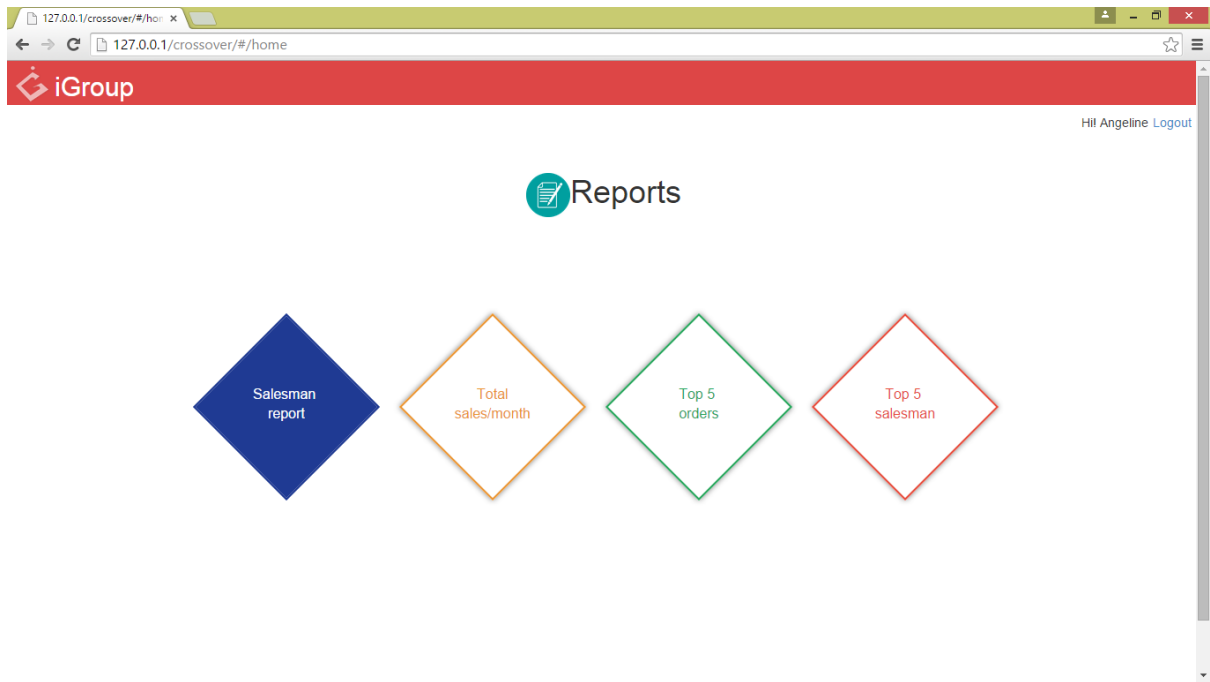 127.0.0.1/crossover/#/hon
127.0.0.1/crossover/#/home
iGroup
Hi! Angeline Logout
Reports
Salesman
report
Total
sales/month
Top 5
orders
Top 5
salesman